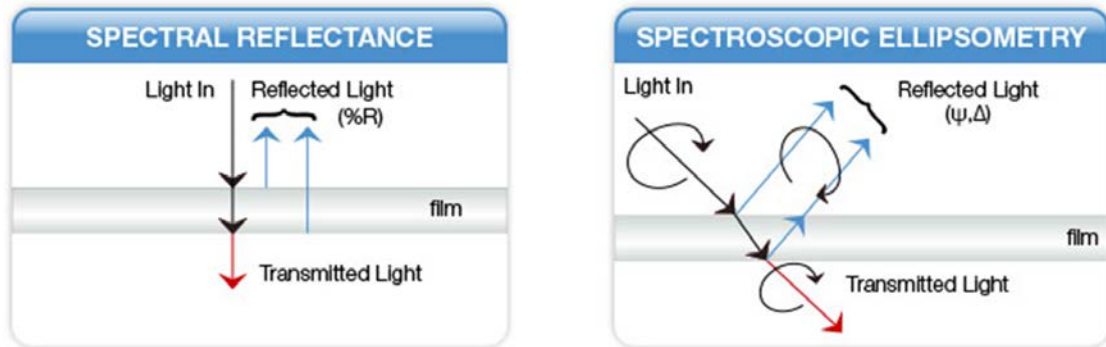 SPECTRAL REFLECTANCE
Light In
Reflected Light
(%R)
film
Transmitted Light
SPECTROSCOPIC ELLIPSOMETRY
Light In
Reflected Light
(ψ,Δ)
film
Transmitted Light